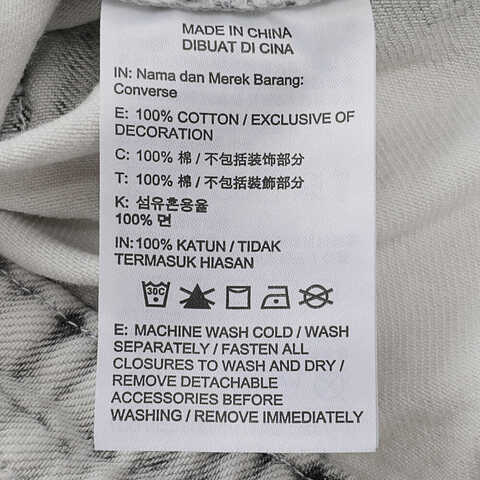 MADE IN CHINA
DIBUAT DI CINA
IN: Nama dan Merek Barang:
Converse
E: 100% COTTON / EXCLUSIVE OF
DECORATION
C: 100% 棉 / 不包括装饰部分
T: 100% 棉 / 不包括裝飾部分
K: 섬유혼용율
100% 면
IN:100% KATUN / TIDAK
TERMASUK HIASAN
30C
E: MACHINE WASH COLD / WASH
SEPARATELY / FASTEN ALL
CLOSURES TO WASH AND DRY /
REMOVE DETACHABLE
ACCESSORIES BEFORE
WASHING / REMOVE IMMEDIATELY